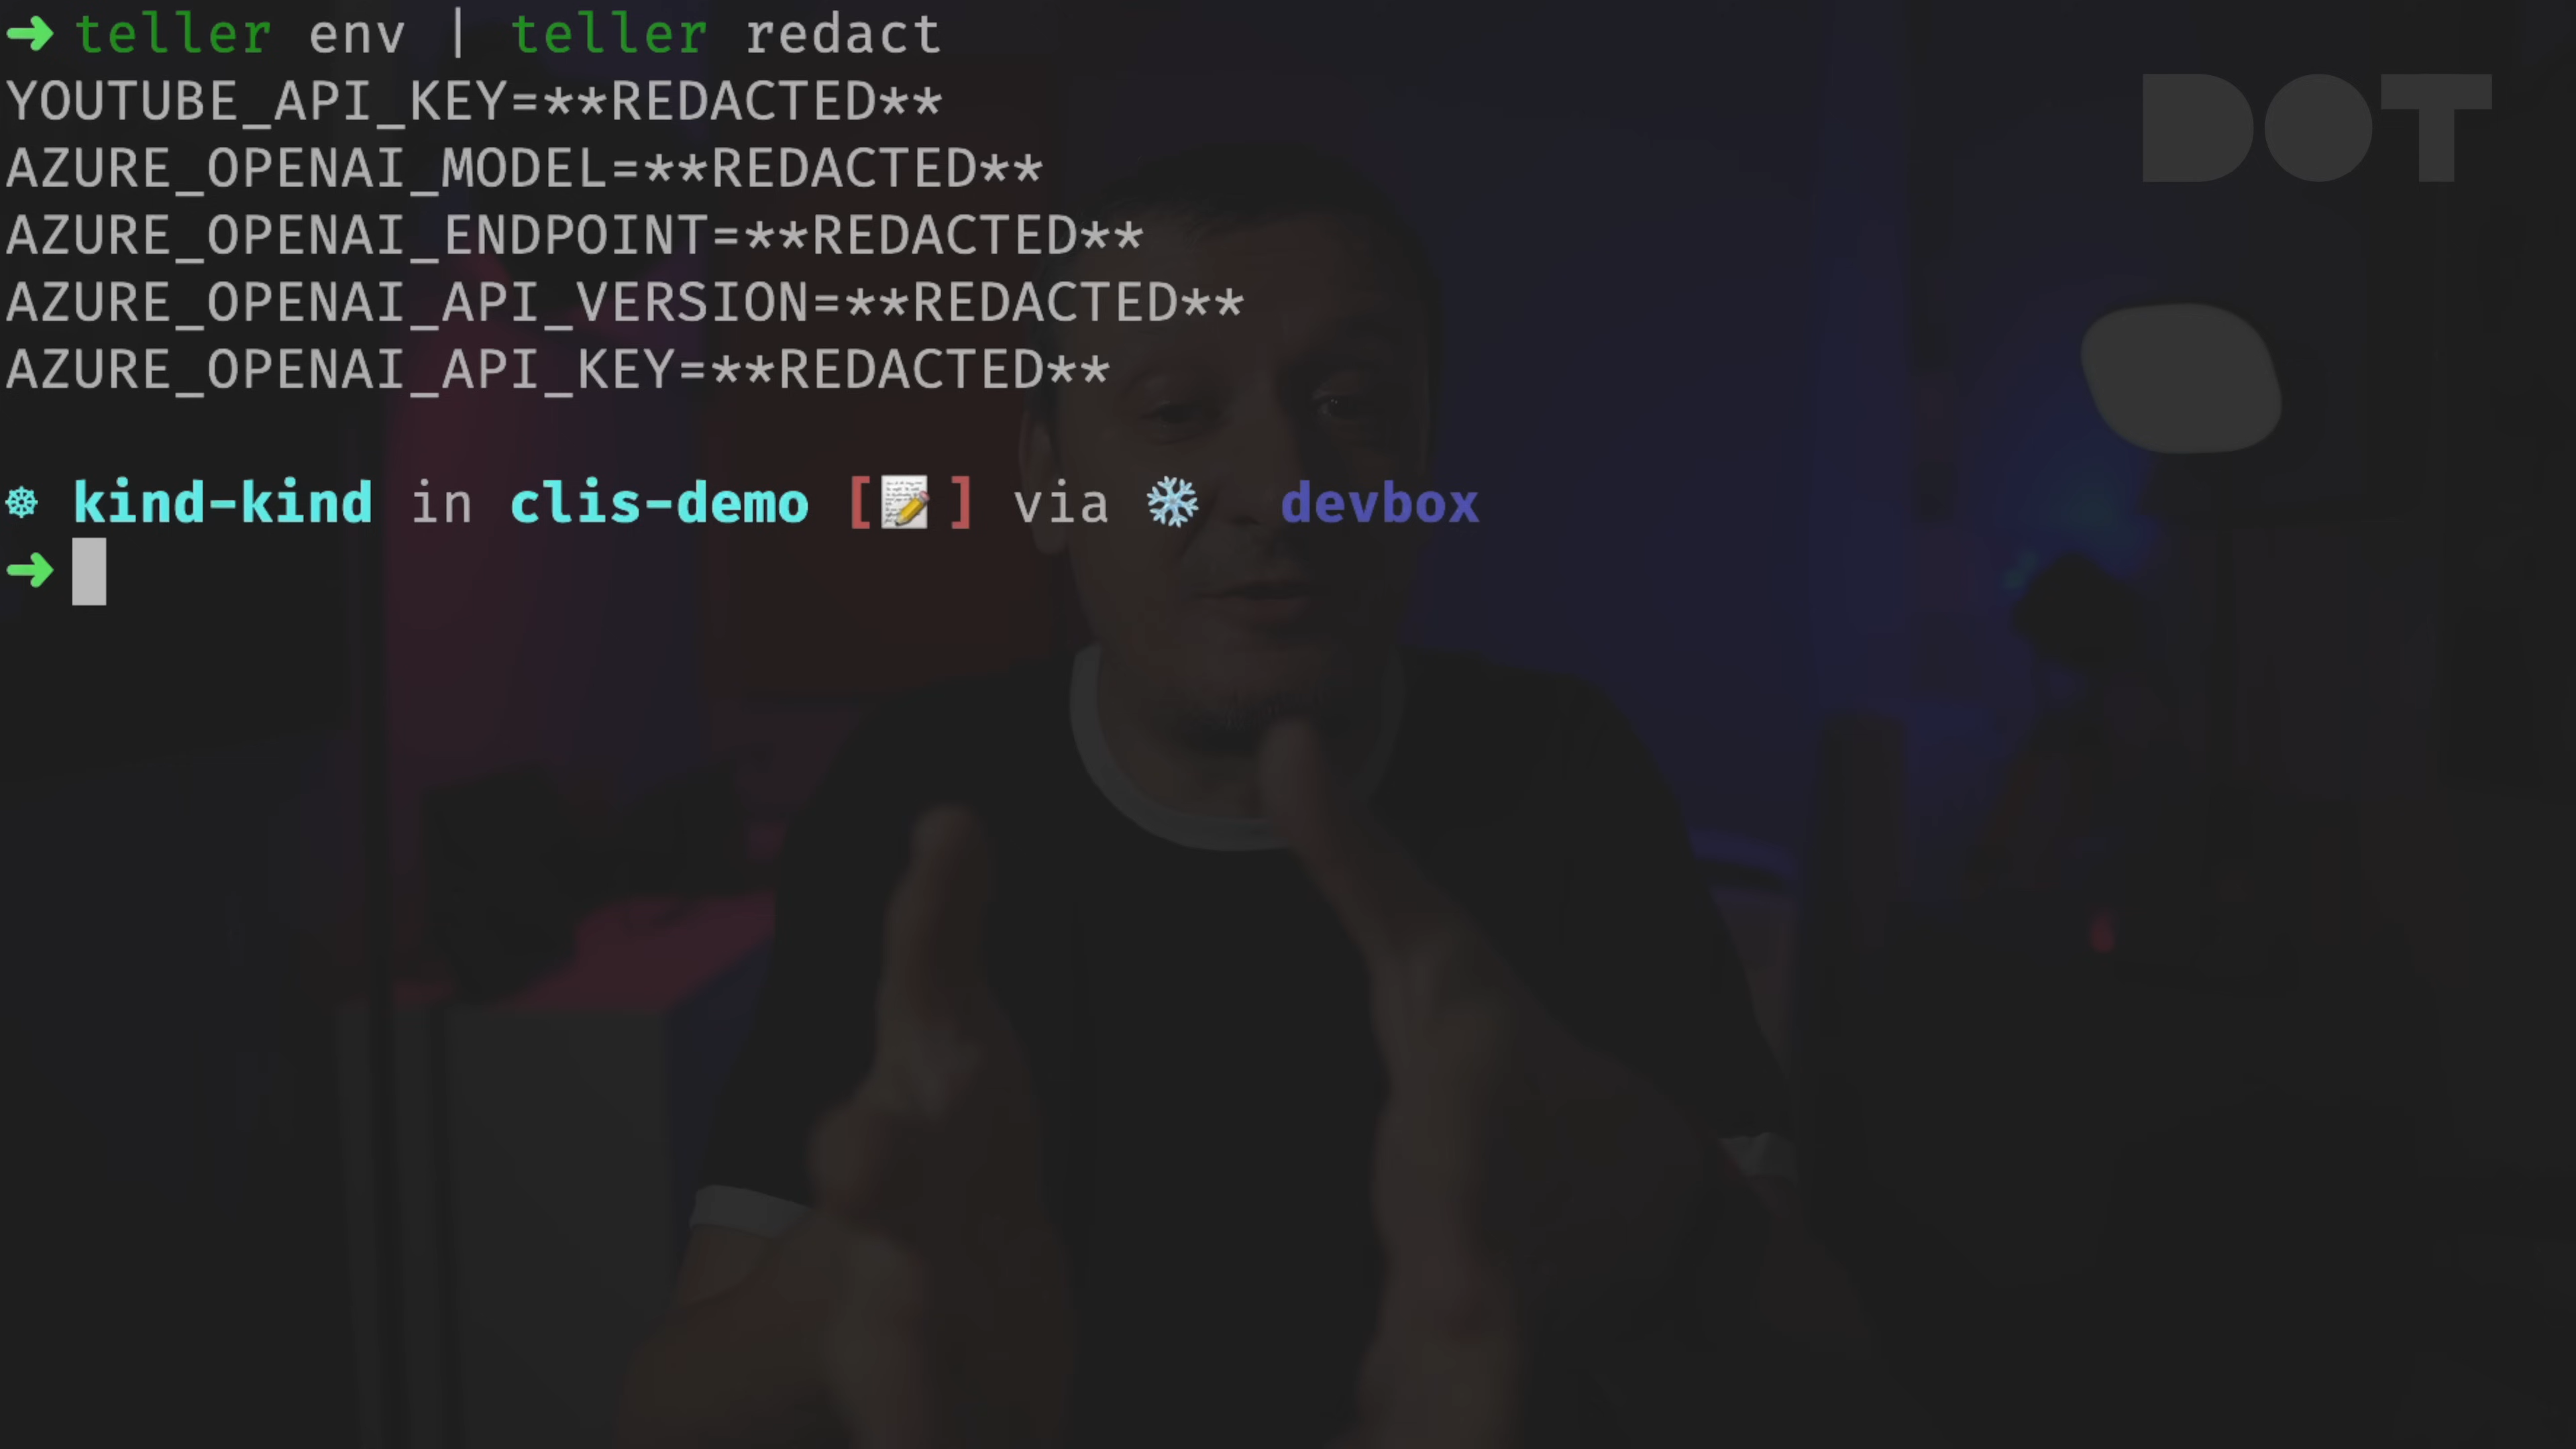 ➜ teller env | teller redact
YOUTUBE_API_KEY=**REDACTED**
AZURE_OPENAI_MODEL=**REDACTED**
AZURE_OPENAI_ENDPOINT=**REDACTED**
AZURE_OPENAI_API_VERSION=**REDACTED**
AZURE_OPENAI_API_KEY=**REDACTED**
☸ kind-kind in clis-demo [📝] via ❄️ devbox
➜
DOT